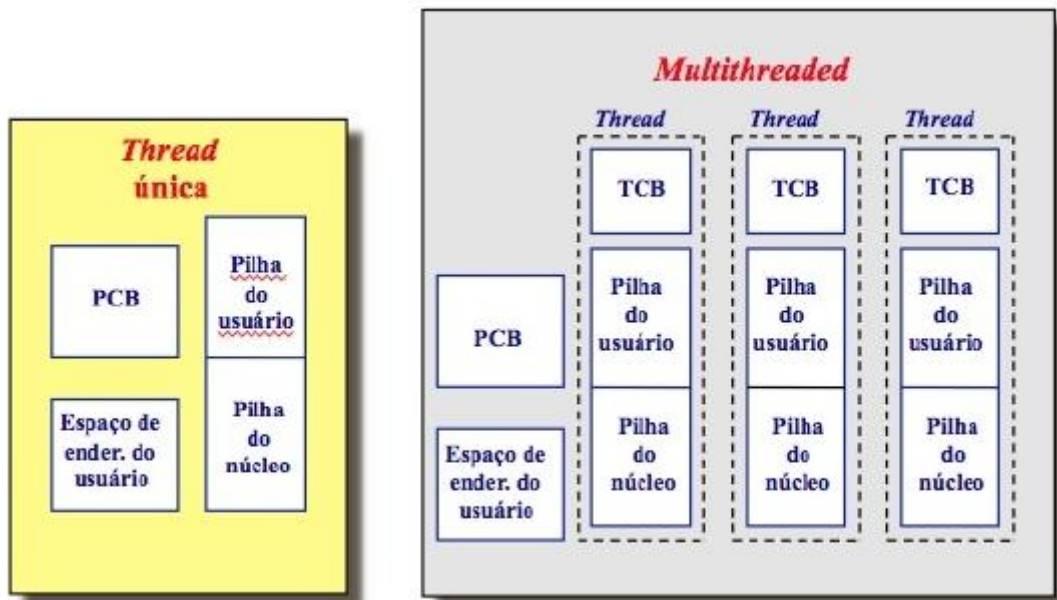 Thread
única
PCB
Pilha
do
usuário
Espaço de
ender. do
usuário
Pilha
do
núcleo
Multithreaded
Thread
Thread
Thread
TCB
TCB
TCB
PCB
Pilha
do
usuário
Pilha
do
usuário
Pilha
do
usuário
Espaço de
ender. do
usuário
Pilha
do
núcleo
Pilha
do
núcleo
Pilha
do
núcleo